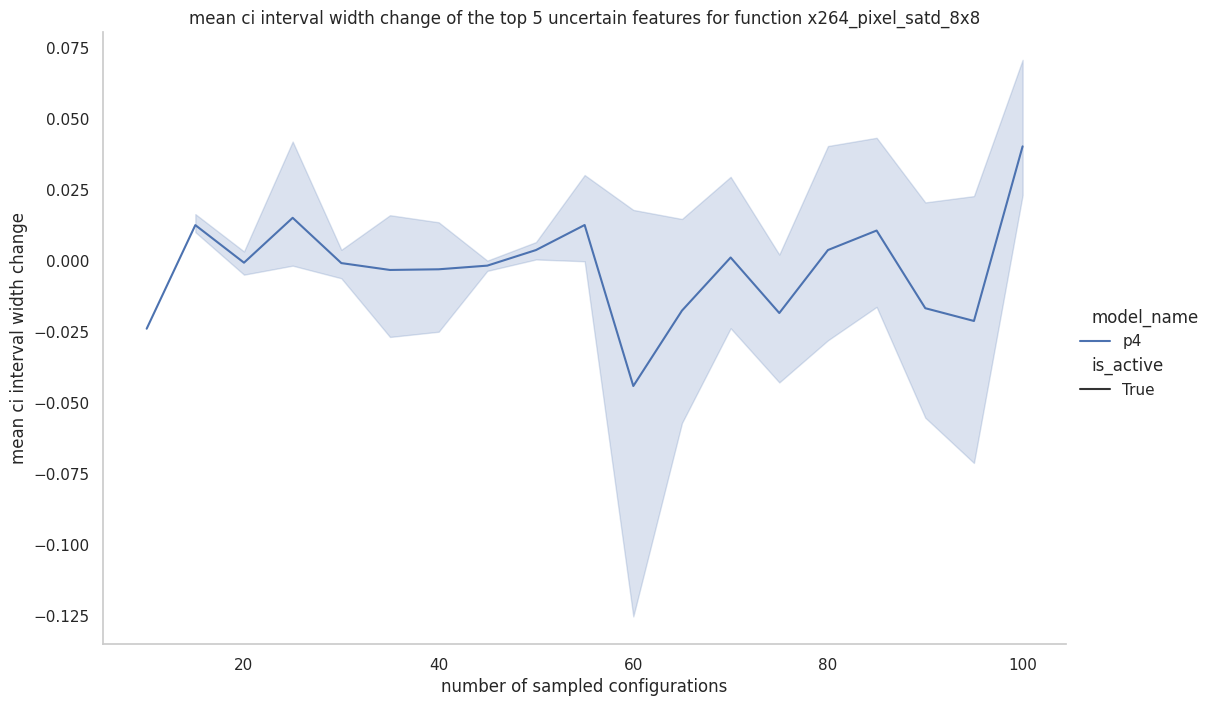 mean ci interval width change of the top 5 uncertain features for function x264_pixel_satd_8x8
0.075
0.050
0.025
0.000
−0.025
−0.050
−0.075
−0.100
−0.125
mean ci interval width change
20
40
60
80
100
number of sampled configurations
model_name
p4
is_active
True